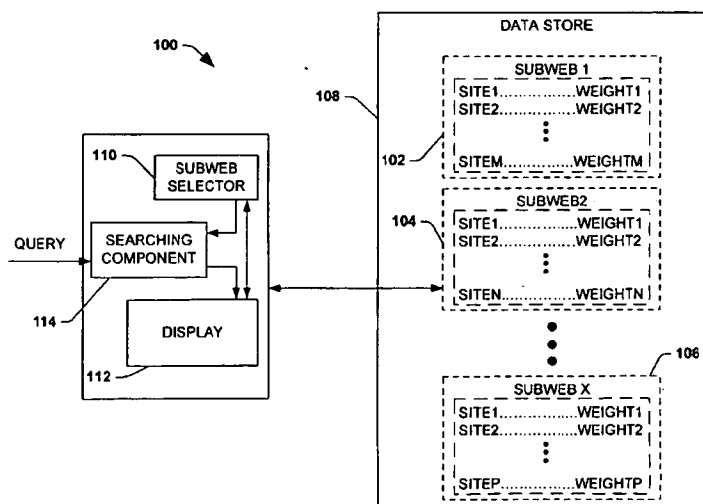 100
110
SUBWEB
SELECTOR
QUERY
SEARCHING
COMPONENT
114
DISPLAY
112
DATA STORE
108
SUBWEB 1
SITE1..............WEIGHT1
SITE2..............WEIGHT2
102
SITEM..............WEIGHTM
SUBWEB2
104
SITE1..............WEIGHT1
SITE2..............WEIGHT2
SITEN..............WEIGHTN
106
SUBWEB X
SITE1..............WEIGHT1
SITE2..............WEIGHT2
SITEP..............WEIGHTP